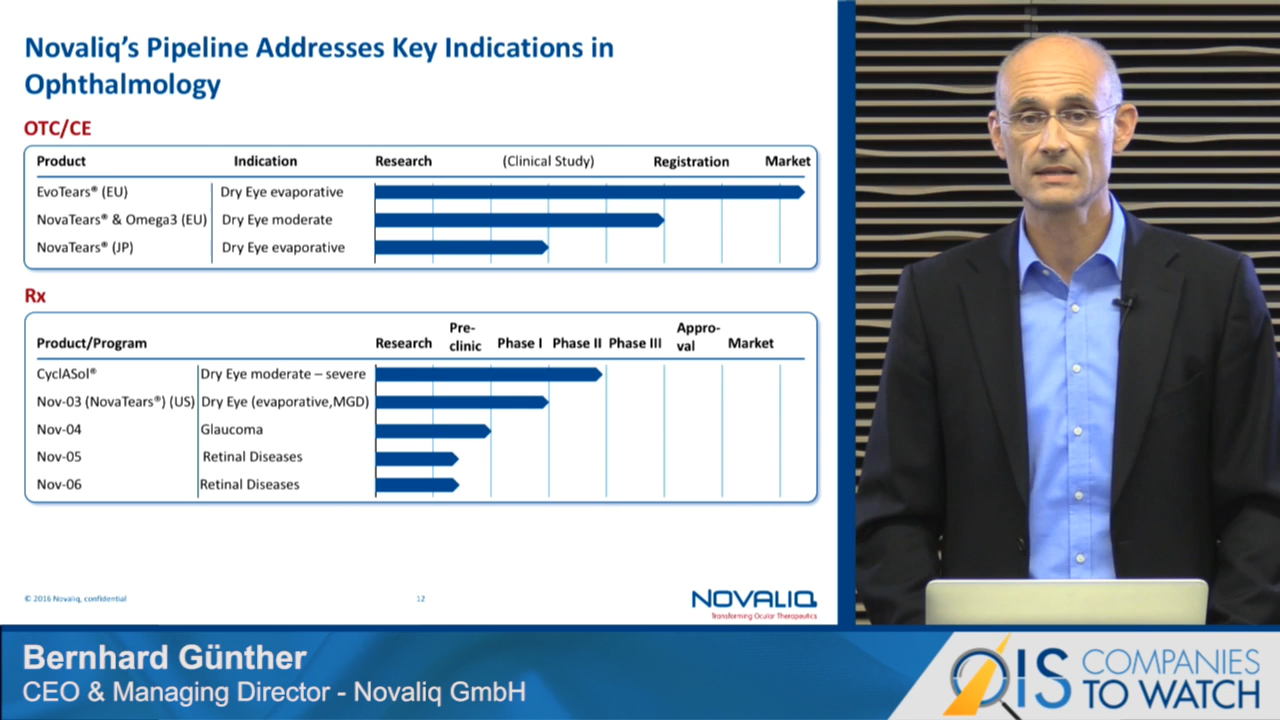 Novaliq's Pipeline Addresses Key Indications in
Ophthalmology
OTC/CE
Product Indication Research (Clinical Study) Registration Market
EvoTears® (EU) Dry Eye evaporative
NovaTears® & Omega3 (EU) Dry Eye moderate
NovaTears® (JP) Dry Eye evaporative
Rx
Product/Program Research Pre-clinic Phase I Phase II Phase III Appro-val Market
CyclASol® Dry Eye moderate – severe
Nov-03 (NovaTears®) (US) Dry Eye (evaporative,MGD)
Nov-04 Glaucoma
Nov-05 Retinal Diseases
Nov-06 Retinal Diseases
© 2016 Novaliq, confidential 12
NOVALIQ
Transforming Ocular Therapeutics
Bernhard Günther
CEO & Managing Director - Novaliq GmbH
OIS COMPANIES
TO WATCH